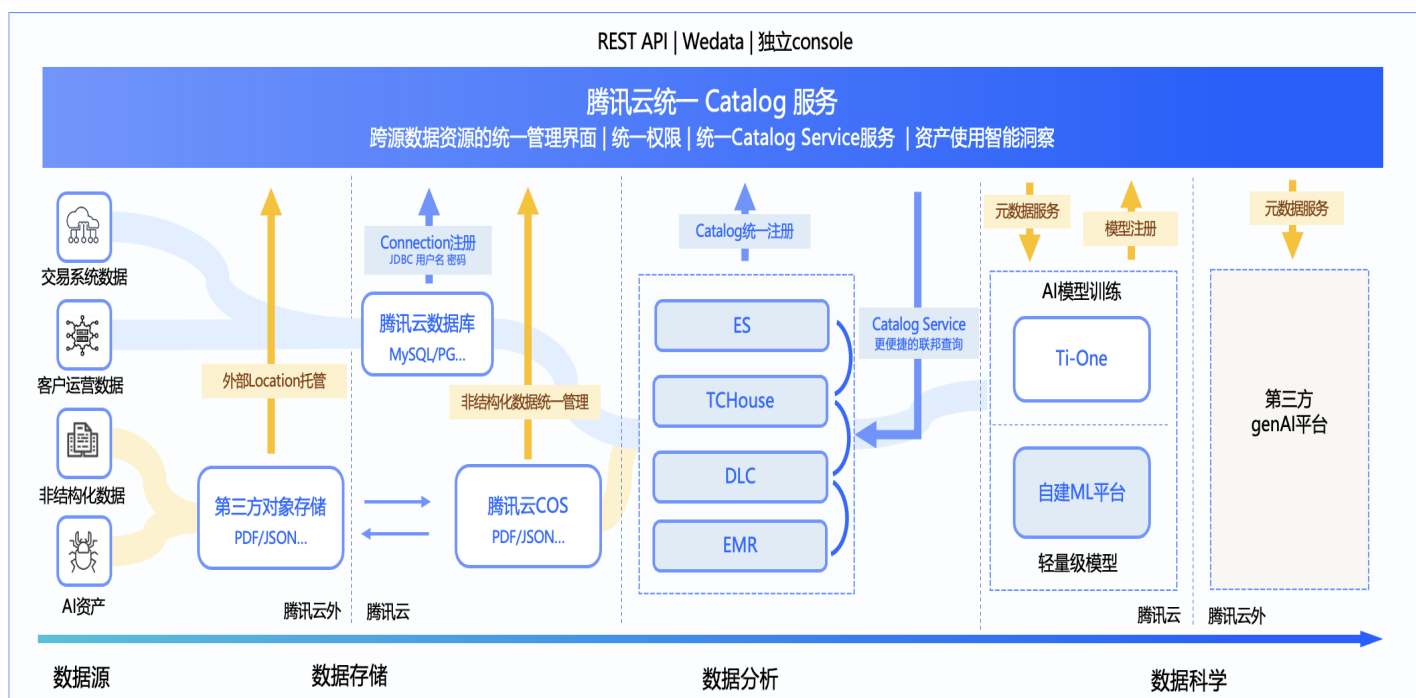 REST API | Wedata | 独立console
腾讯云统一 Catalog 服务
跨源数据资源的统一管理界面 | 统一权限 | 统一Catalog Service服务 | 资产使用智能洞察
交易系统数据
客户运营数据
非结构化数据
AI资产
外部Location托管
第三方对象存储
PDF/JSON...
腾讯云外
Connection注册
JDBC 用户名 密码
腾讯云数据库
MySQL/PG...
非结构化数据统一管理
腾讯云COS
PDF/JSON...
腾讯云
Catalog统一注册
ES
TCHouse
DLC
EMR
Catalog Service
更便捷的联邦查询
元数据服务
模型注册
AI模型训练
Ti-One
自建ML平台
轻量级模型
腾讯云
元数据服务
第三方
genAI平台
腾讯云外
数据源
数据存储
数据分析
数据科学